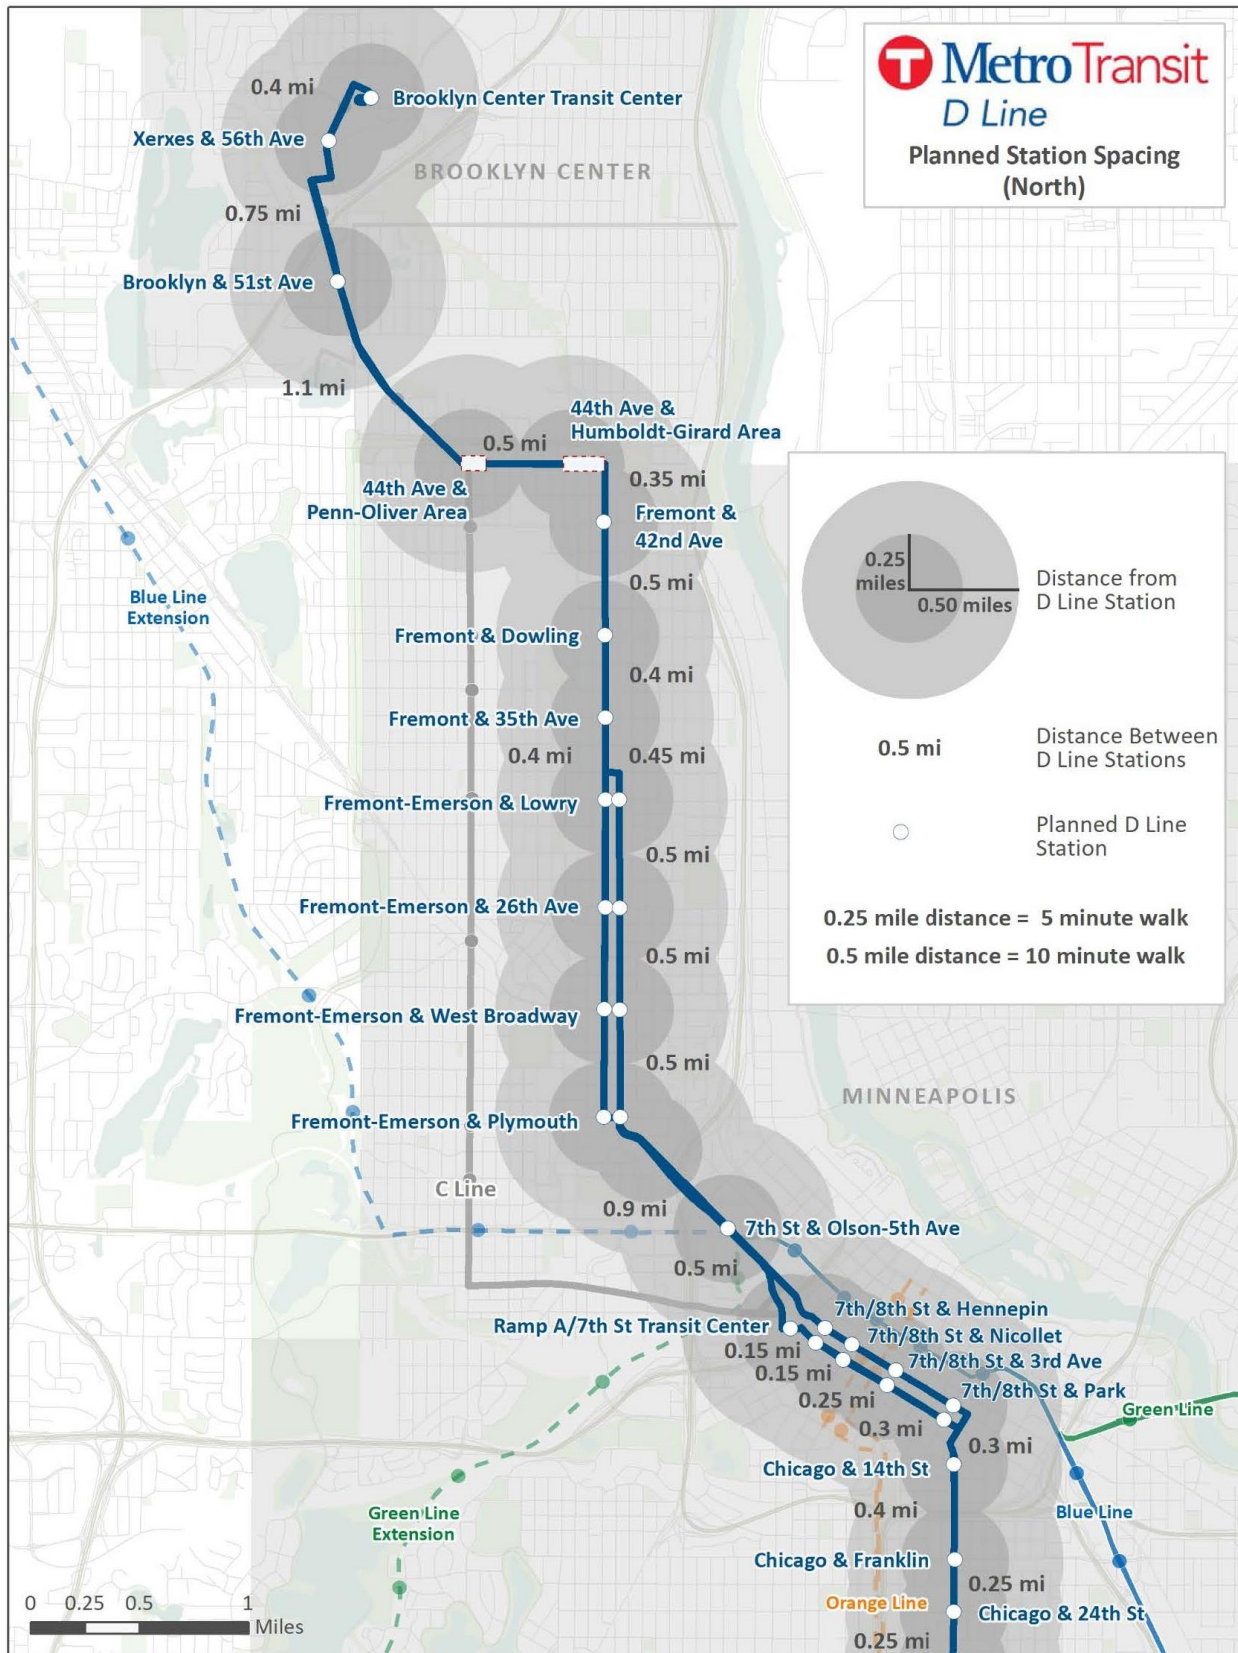 T MetroTransit
D Line
Planned Station Spacing
(North)
0.4 mi
Brooklyn Center Transit Center
Xerxes & 56th Ave
BROOKLYN CENTER
0.75 mi
Brooklyn & 51st Ave
1.1 mi
44th Ave &
Humboldt-Girard Area
0.5 mi
0.35 mi
44th Ave &
Penn-Oliver Area
Fremont &
42nd Ave
0.5 mi
Blue Line
Extension
Fremont & Dowling
0.4 mi
Fremont & 35th Ave
0.4 mi
0.45 mi
Fremont-Emerson & Lowry
0.5 mi
Fremont-Emerson & 26th Ave
0.5 mi
Fremont-Emerson & West Broadway
0.5 mi
MINNEAPOLIS
Fremont-Emerson & Plymouth
C Line
0.9 mi
7th St & Olson-5th Ave
0.5 mi
7th/8th St & Hennepin
Ramp A/7th St Transit Center
7th/8th St & Nicollet
0.15 mi
7th/8th St & 3rd Ave
0.15 mi
7th/8th St & Park
0.25 mi
Green Line
0.3 mi
0.3 mi
Chicago & 14th St
0.4 mi
Green Line
Extension
Blue Line
Chicago & Franklin
0.25 mi
Orange Line
Chicago & 24th St
0.25 mi
0.25
miles
0.50 miles
Distance from
D Line Station
0.5 mi
Distance Between
D Line Stations
Planned D Line
Station
0.25 mile distance = 5 minute walk
0.5 mile distance = 10 minute walk
0 0.25 0.5 1
Miles